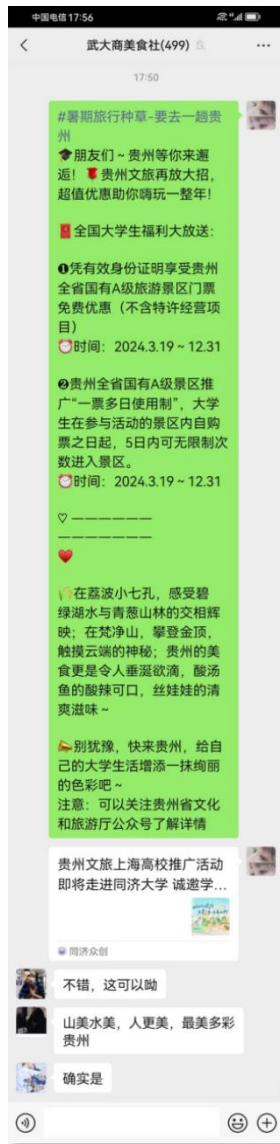 中国电信 17:56
武大商美食社(499)
17:50
#暑期旅行种草-要去一趟贵
州
🎓朋友们～贵州等你来邂
逅！🌹贵州文旅再放大招，
超值优惠助你嗨玩一整年！
🧧全国大学生福利大放送：
❶凭有效身份证明享受贵州
全省国有A级旅游景区门票
免费优惠（不含特许经营项
目）
⏰时间：2024.3.19～12.31
❷贵州全省国有A级景区推
广“一票多日使用制”，大学
生在参与活动的景区内自购
票之日起，5日内可无限制次
数进入景区。
⏰时间：2024.3.19～12.31
♡ ——————
——————
❤️
在荔波小七孔，感受碧
绿湖水与青葱山林的交相辉
映；在梵净山，攀登金顶，
触摸云端的神秘；贵州的美
食更是令人垂涎欲滴，酸汤
鱼的酸辣可口，丝娃娃的清
爽滋味～
别犹豫，快来贵州，给自
己的大学生活增添一抹绚丽
的色彩吧～
注意：可以关注贵州省文化
和旅游厅公众号了解详情
贵州文旅上海高校推广活动
即将走进同济大学 诚邀学...
同济众创
不错，这可以呦
山美水美，人更美，最美多彩
贵州
确实是